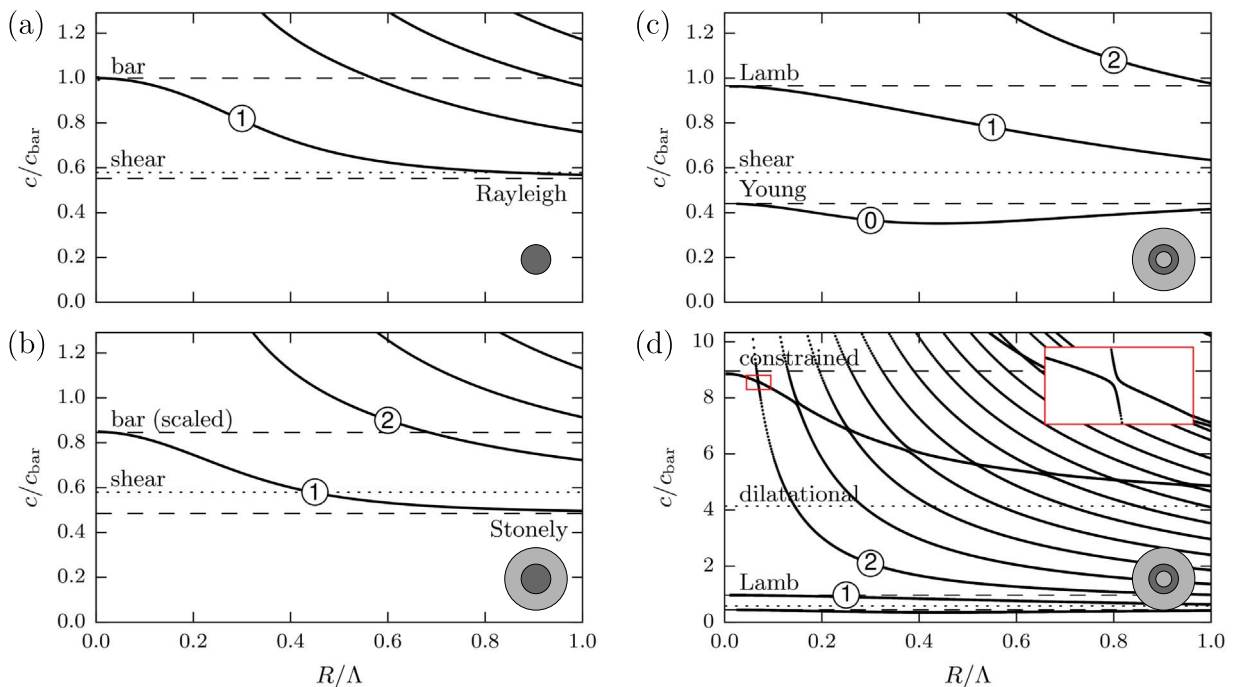 (a)
1.2
1.0
0.8
0.6
0.4
0.2
0.0
c/c_bar
bar
1
shear
Rayleigh
(b)
1.2
1.0
0.8
0.6
0.4
0.2
0.0
c/c_bar
bar (scaled)
2
shear
1
Stonely
0.0 0.2 0.4 0.6 0.8 1.0
R/Λ
(c)
1.2
1.0
0.8
0.6
0.4
0.2
0.0
c/c_bar
2
Lamb
1
shear
Young
0
(d)
10
8
6
4
2
0
c/c_bar
constrained
dilatational
2
Lamb
1
0.0 0.2 0.4 0.6 0.8 1.0
R/Λ